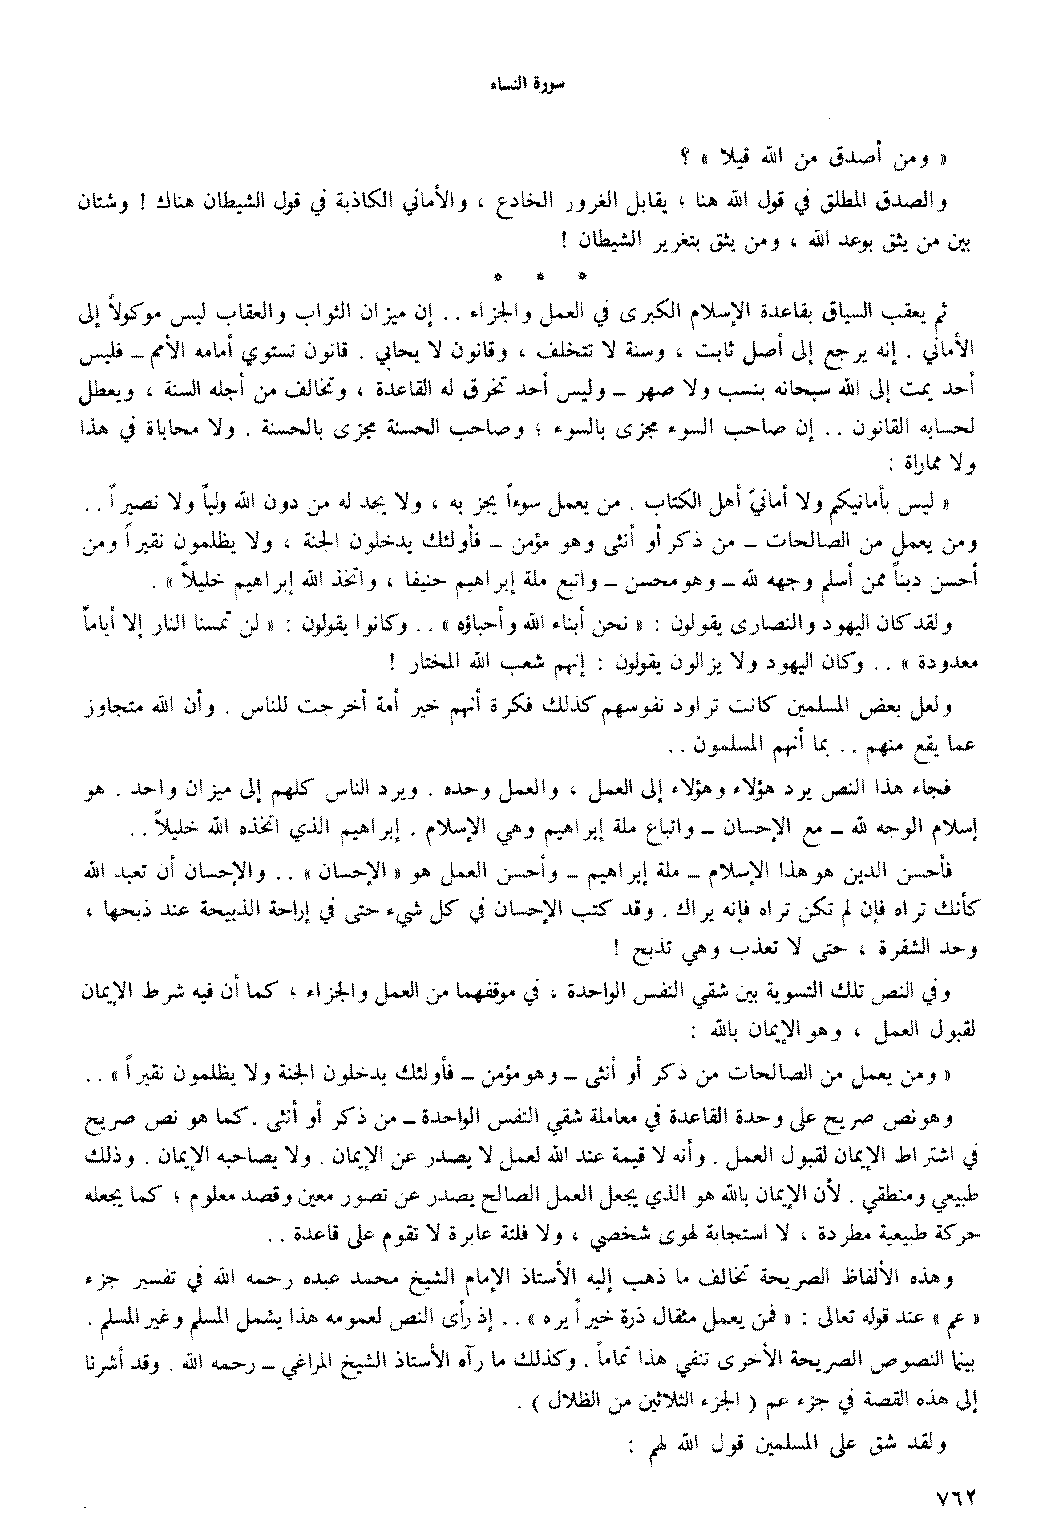 سورة النساء
« ومن أصدق من الله قيلا » ؟
والصدق المطلق في قول الله هنا ؛ يقابل الغرور الخادع ، والأماني الكاذبة في قول الشيطان هناك ! وشتان
بين من يثق بوعد الله ، ومن يثق بتغرير الشيطان !
* * *
ثم يعقب السياق بقاعدة الإسلام الكبرى في العمل والجزاء . . إن ميزان الثواب والعقاب ليس موكولاً إلى
الأماني . إنه يرجع إلى أصل ثابت ، وسنة لا تتخلف ، وقانون لا يحابي . قانون تستوي أمامه الأمم – فليس
أحد يمت إلى الله سبحانه بنسب ولا صهر – وليس أحد تخرق له القاعدة ، وتخالف من أجله السنة ، ويعطل
لحسابه القانون . . إن صاحب السوء مجزى بالسوء ؛ وصاحب الحسنة مجزى بالحسنة . ولا محاباة في هذا
ولا مماراة :
« ليس بأمانيكم ولا أمانيّ أهل الكتاب . من يعمل سوءاً يجز به ، ولا يجد له من دون الله ولياً ولا نصيراً . .
ومن يعمل من الصالحات – من ذكر أو أنثى وهو مؤمن – فأولئك يدخلون الجنة ، ولا يظلمون نقيراً ومن
أحسن ديناً ممن أسلم وجهه لله – وهو محسن – واتبع ملة إبراهيم حنيفا ، واتخذ الله إبراهيم خليلاً » .
ولقد كان اليهود والنصارى يقولون : « نحن أبناء الله وأحباؤه » . . وكانوا يقولون : « لن تمسنا النار إلا أياماً
معدودة » . . وكان اليهود ولا يزالون يقولون : إنهم شعب الله المختار !
ولعل بعض المسلمين كانت تراود نفوسهم كذلك فكرة أنهم خير أمة أخرجت للناس . وأن الله متجاوز
عما يقع منهم . . بما أنهم المسلمون . .
فجاء هذا النص يرد هؤلاء وهؤلاء إلى العمل ، والعمل وحده . ويرد الناس كلهم إلى ميزان واحد . هو
إسلام الوجه لله – مع الإحسان – واتباع ملة إبراهيم وهي الإسلام . إبراهيم الذي اتخذه الله خليلاً . .
فأحسن الدين هو هذا الإسلام – ملة إبراهيم – وأحسن العمل هو « الإحسان » . . والإحسان أن تعبد الله
كأنك تراه فإن لم تكن تراه فإنه يراك . وقد كتب الإحسان في كل شيء حتى في إراحة الذبيحة عند ذبحها ،
وحد الشفرة ، حتى لا تعذب وهي تذبح !
وفي النص تلك التسوية بين شقي النفس الواحدة ، في موقفهما من العمل والجزاء ؛ كما أن فيه شرط الإيمان
لقبول العمل ، وهو الإيمان بالله :
« ومن يعمل من الصالحات من ذكر أو أنثى – وهو مؤمن – فأولئك يدخلون الجنة ولا يظلمون نقيراً » . .
وهو نص صريح على وحدة القاعدة في معاملة شقي النفس الواحدة – من ذكر أو أنثى . كما هو نص صريح
في اشتراط الإيمان لقبول العمل . وأنه لا قيمة عند الله لعمل لا يصدر عن الإيمان . ولا يصاحبه الإيمان . وذلك
طبيعي ومنطقي . لأن الإيمان بالله هو الذي يجعل العمل الصالح يصدر عن تصور معين وقصد معلوم ؛ كما يجعله
حركة طبيعية مطردة ، لا استجابة لهوى شخصي ، ولا فلتة عابرة لا تقوم على قاعدة . .
وهذه الألفاظ الصريحة تخالف ما ذهب إليه الأستاذ الإمام الشيخ محمد عبده رحمه الله في تفسير جزء
« عم » عند قوله تعالى : « فمن يعمل مثقال ذرة خيراً يره » . . إذ رأى النص لعمومه هذا يشمل المسلم وغير المسلم .
بينما النصوص الصريحة الأخرى تنفي هذا تماماً . وكذلك ما رآه الأستاذ الشيخ المراغي – رحمه الله . وقد أشرنا
إلى هذه القصة في جزء عم ( الجزء الثلاثين من الظلال ) .
ولقد شق على المسلمين قول الله لهم :
٧٦٢